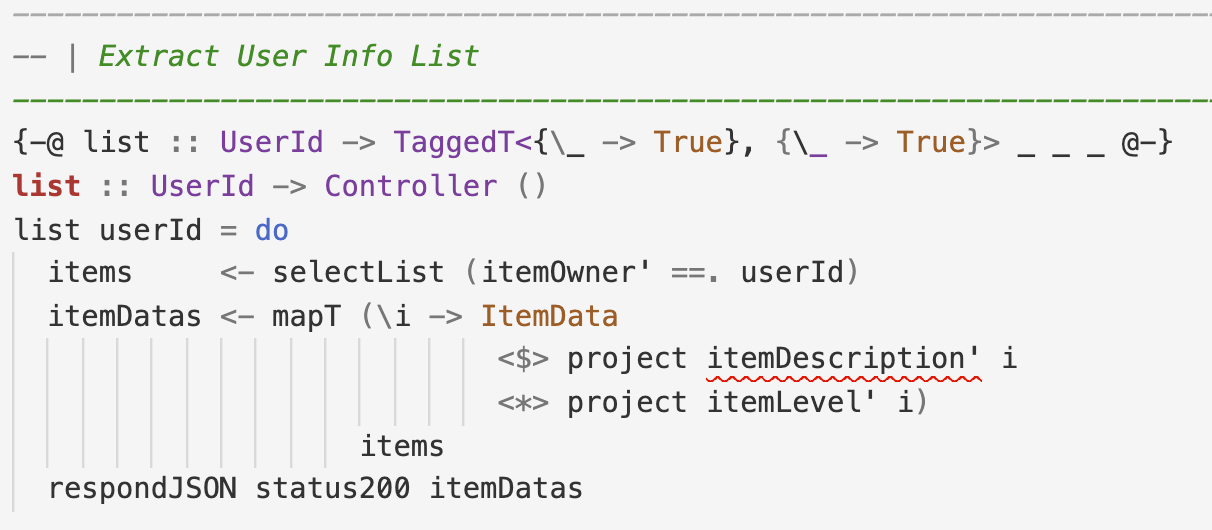 --------------------------------------------------------------------------------
-- | Extract User Info List
--------------------------------------------------------------------------------
{-@ list :: UserId -> TaggedT<{\_ -> True}, {\_ -> True}> _ _ _ @-}
list :: UserId -> Controller ()
list userId = do
  items     <- selectList (itemOwner' ==. userId)
  itemDatas <- mapT (\i -> ItemData
                            <$> project itemDescription' i
                            <*> project itemLevel' i)
                    items
  respondJSON status200 itemDatas